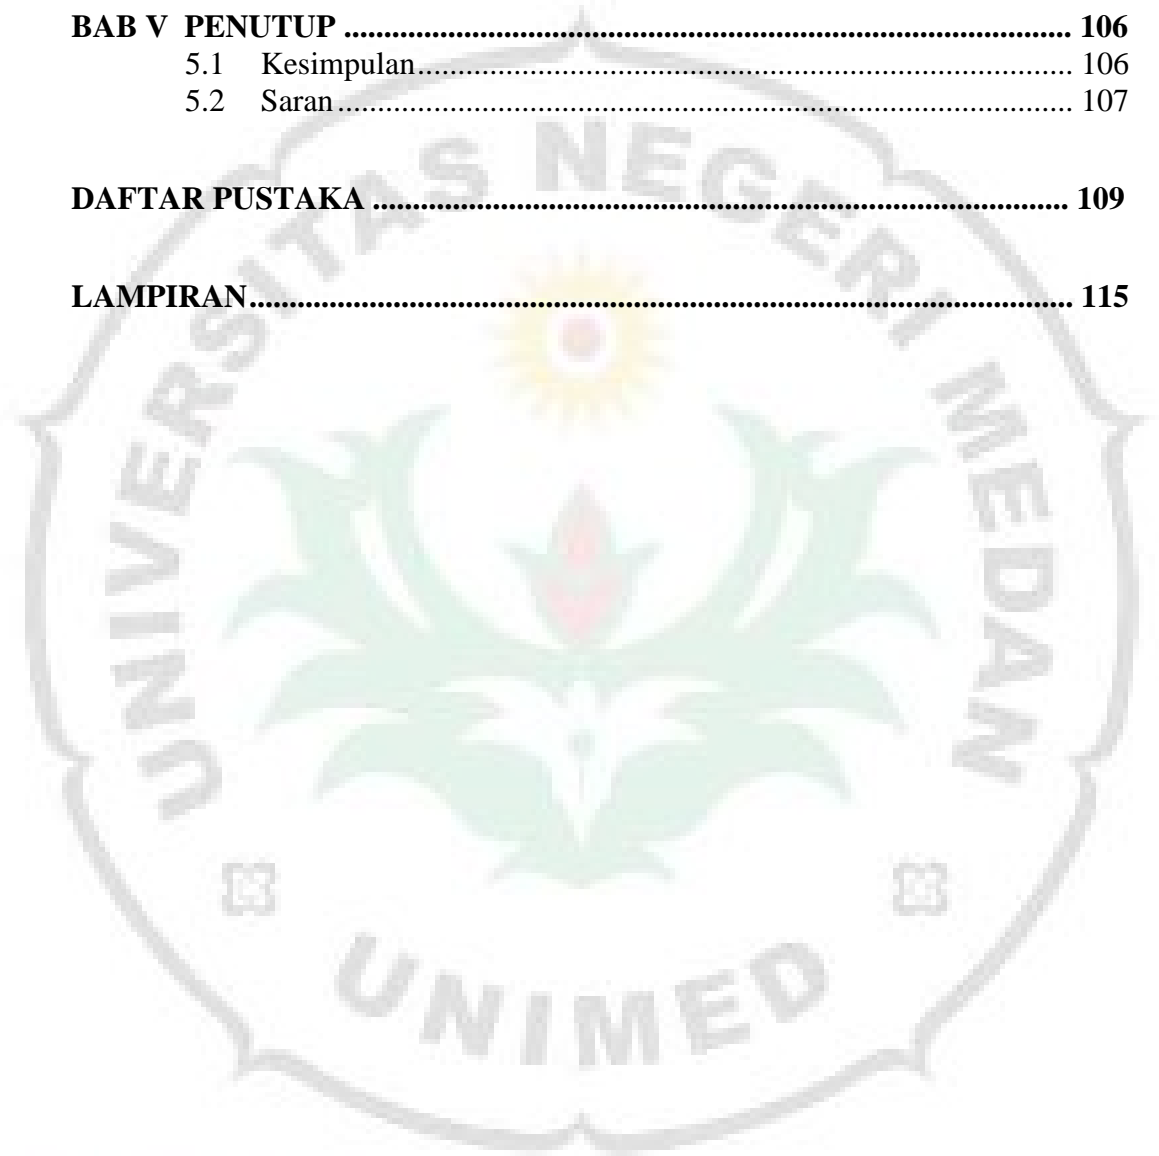 BAB V PENUTUP ........................................................................................... 106
5.1 Kesimpulan.................................................................................. 106
5.2 Saran............................................................................................ 107
DAFTAR PUSTAKA ....................................................................................... 109
LAMPIRAN....................................................................................................... 115
UNIVERSITAS NEGERI MEDAN
UNIMED